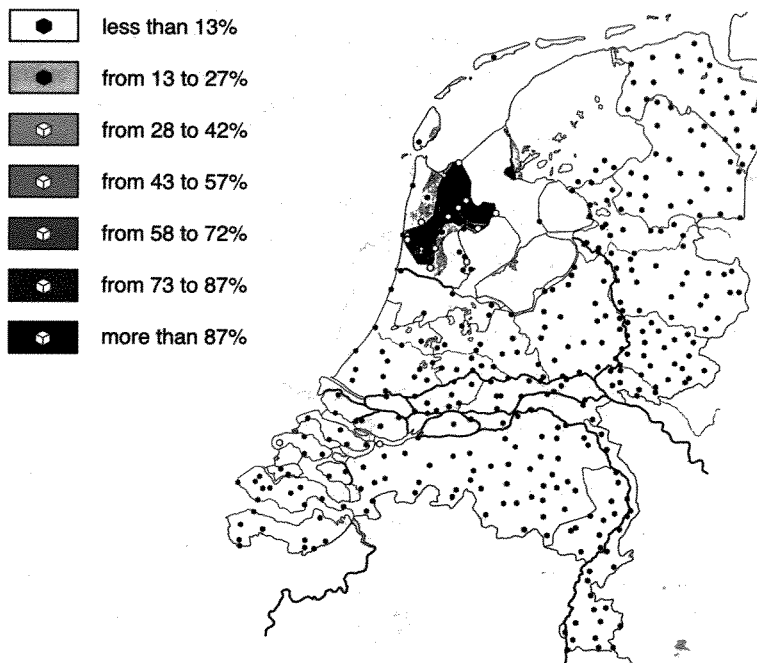 less than 13%
from 13 to 27%
from 28 to 42%
from 43 to 57%
from 58 to 72%
from 73 to 87%
more than 87%